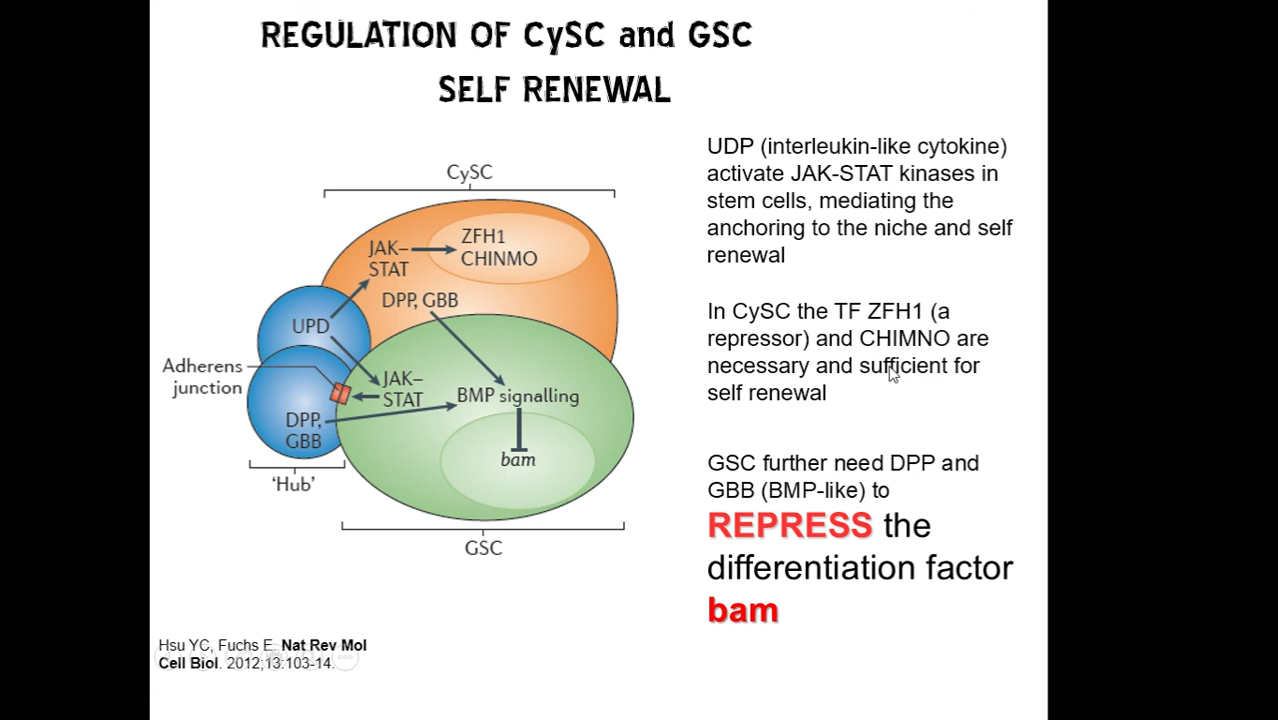 REGULATION OF CySC and GSC
SELF RENEWAL
CySC
JAK–
STAT
ZFH1
CHINMO
DPP, GBB
UPD
Adherens
junction
JAK–
STAT
BMP signalling
DPP,
GBB
bam
'Hub'
GSC
UDP (interleukin-like cytokine)
activate JAK-STAT kinases in
stem cells, mediating the
anchoring to the niche and self
renewal
In CySC the TF ZFH1 (a
repressor) and CHIMNO are
necessary and sufficient for
self renewal
GSC further need DPP and
GBB (BMP-like) to
REPRESS the
differentiation factor
bam
Hsu YC, Fuchs E. Nat Rev Mol
Cell Biol. 2012;13:103-14.